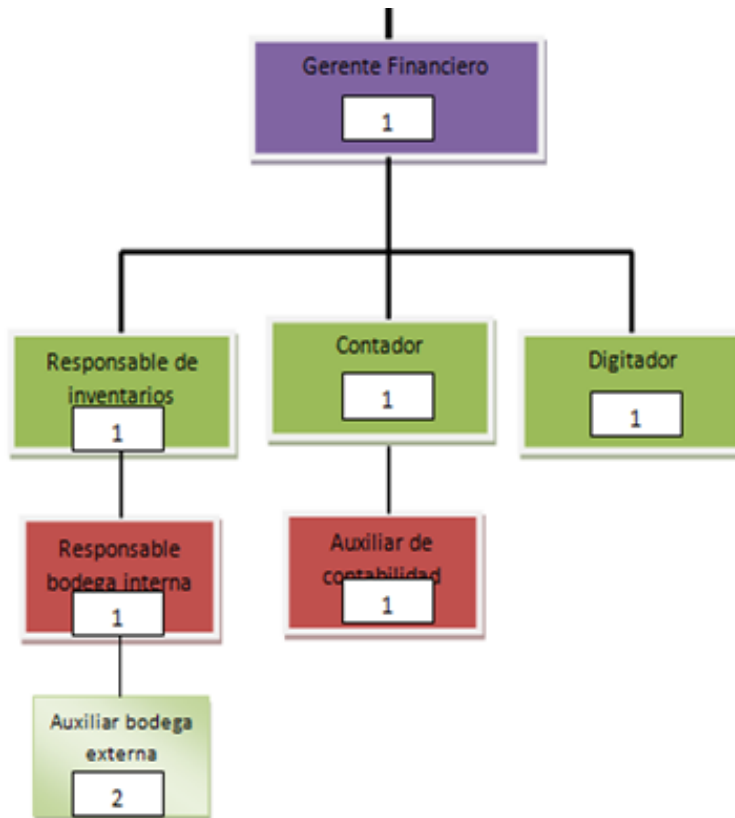 Gerente Financiero
1
Responsable de
inventarios
1
Contador
1
Digitador
1
Responsable
bodega interna
1
Auxiliar de
contabilidad
1
Auxiliar bodega
externa
2